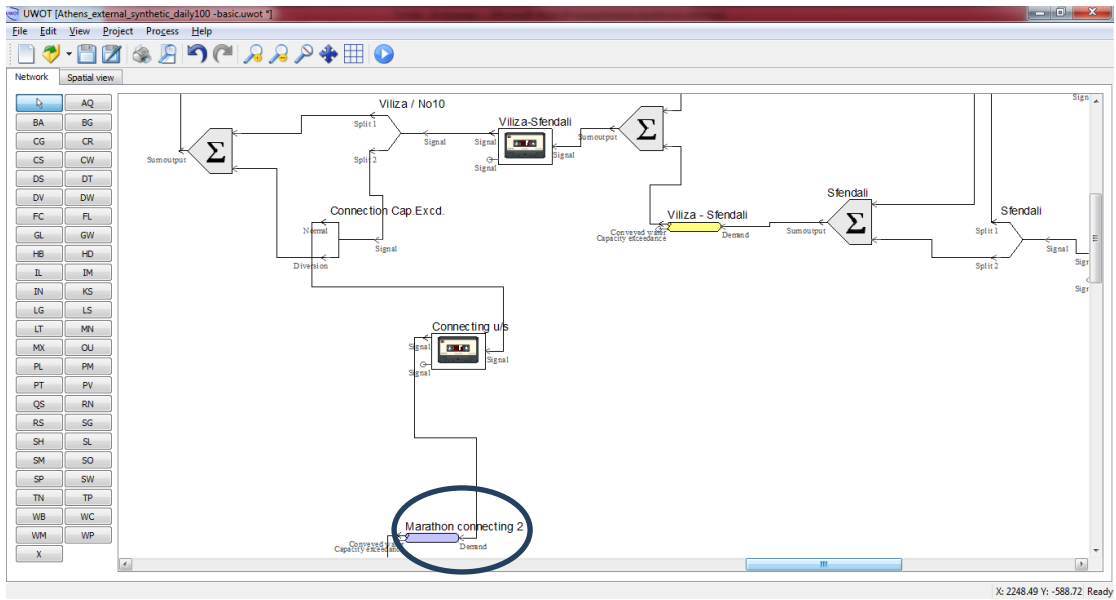 UWOT [Athens_external_synthetic_daily100 -basic.uwot *]
File Edit View Project Process Help
Network Spatial view
AQ
BA BG
CG CR
CS CW
DS DT
DV DW
FC FL
GL GW
HB HD
IL IM
IN KS
LG LS
LT MN
MX OU
PL PM
PT PV
QS RN
RS SG
SH SL
SM SO
SP SW
TN TP
WB WC
WM WP
X
Sign
Viliza / No10
Split 1
Signal
Split 2
Sumoutput
Σ
Viliza-Sfendali
Signal
Signal
Signal
Sumoutput
Σ
Connection Cap.Excd.
Normal
Signal
Diversion
Viliza - Sfendali
Conveyed water
Capacity exceedance
Demand
Sfendali
Sumoutput
Σ
Sfendali
Split 1
Signal
Split 2
Sigr
Sigr
Connecting u/s
Signal
Signal
Signal
Marathon connecting 2
Conveyed water
Capacity exceedance
Demand
X: 2248.49 Y: -588.72 Ready